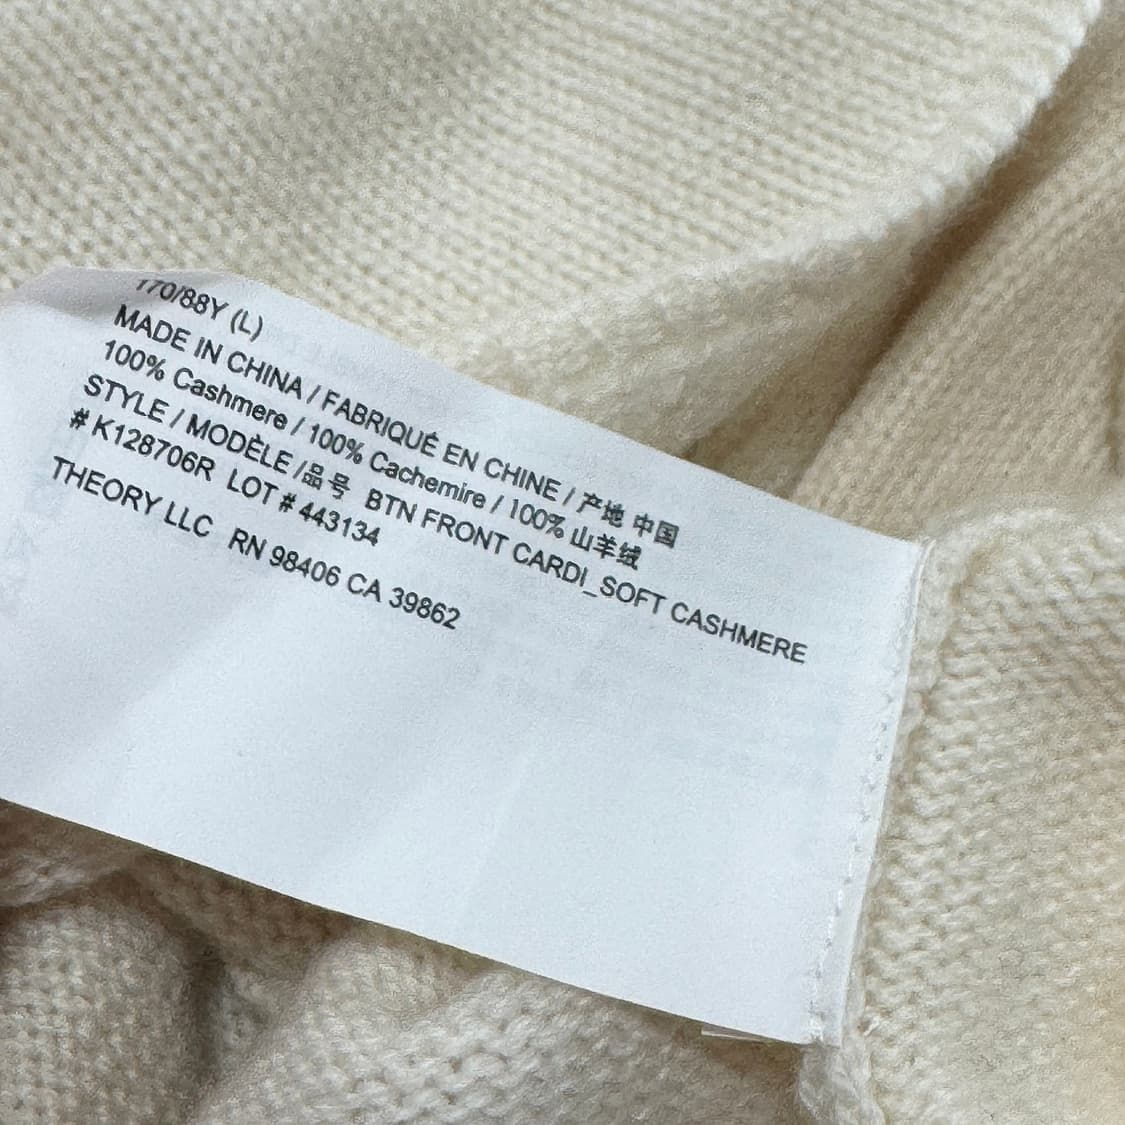 170/88Y (L)
MADE IN CHINA / FABRIQUÉ EN CHINE / 产地 中国
100% Cashmere / 100% Cachemire / 100% 山羊绒
STYLE / MODÈLE /品号 BTN FRONT CARDI_SOFT CASHMERE
# K128706R LOT # 443134
THEORY LLC RN 98406 CA 39862